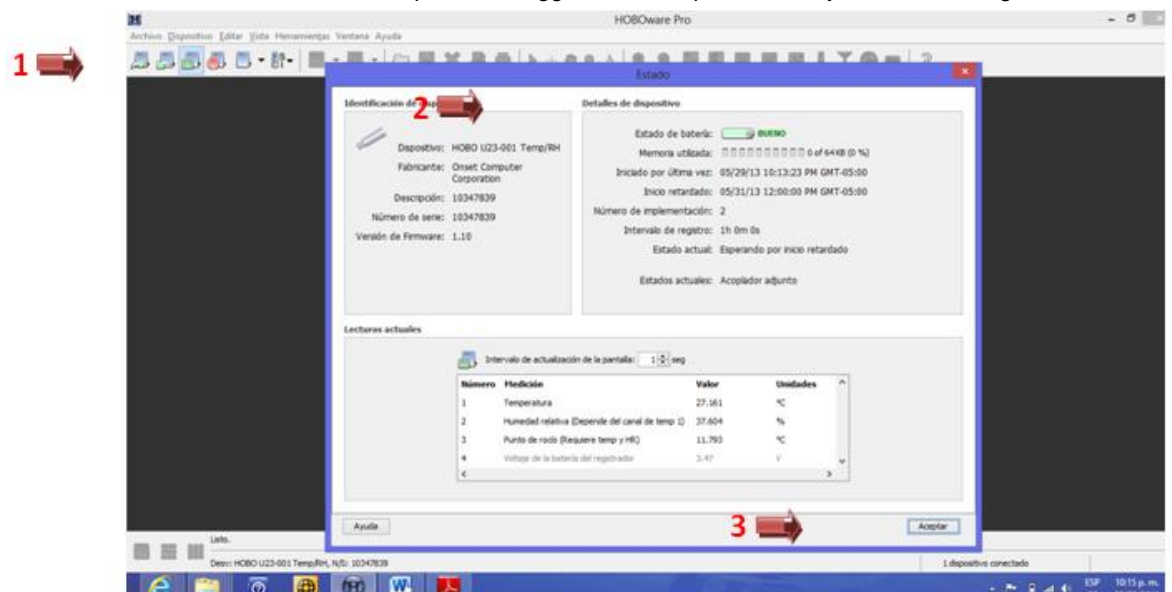 HOBOware Pro
Archivo Dispositivo Editar Vista Herramientas Ventana Ayuda
1
Estado
Identificación de
2
Detalles de dispositivo
Dispositivo: HOBO U23-001 Temp/RH
Fabricante: Onset Computer
Corporation
Descripción: 10347839
Número de serie: 10347839
Versión de Firmware: 1.10
Estado de batería: BUENO
Memoria utilizada: 0 of 64 KB (0 %)
Iniciado por última vez: 05/29/13 10:13:23 PM GMT-05:00
Inicio retardado: 05/31/13 12:00:00 PM GMT-05:00
Número de implementación: 2
Intervalo de registro: 1h 0m 0s
Estado actual: Esperando por inicio retardado
Estados actuales: Acoplador adjunto
Lecturas actuales
Intervalo de actualización de la pantalla: 1 seg
Número Medición Valor Unidades
1 Temperatura 27.161 °C
2 Humedad relativa (Depende del canal de temp 1) 37.604 %
3 Punto de rocío (Requiere temp y HR) 11.793 °C
4 Voltaje de la batería del registrador 3.47 V
Ayuda
3
Aceptar
Listo.
Desv: HOBO U23-001 Temp/RH, N/S: 10347839
1 dispositivo conectado
ESP 10:15 p.m.